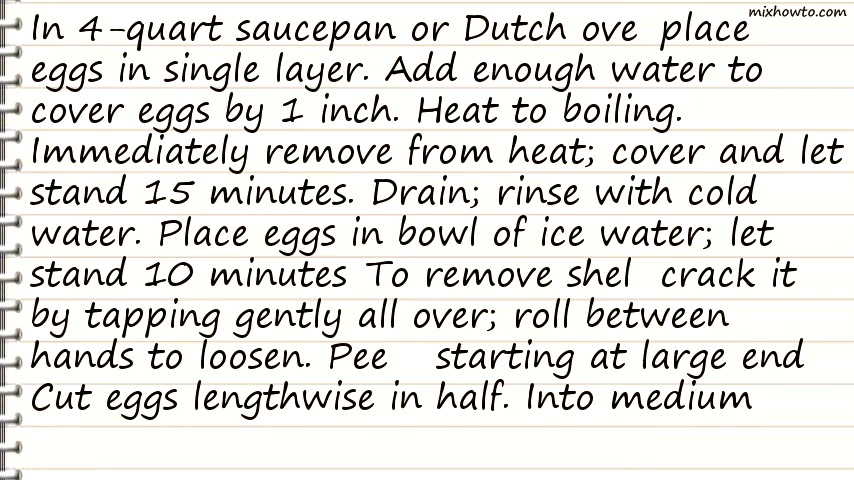 mixhowto.com
In 4-quart saucepan or Dutch ove place
eggs in single layer. Add enough water to
cover eggs by 1 inch. Heat to boiling.
Immediately remove from heat; cover and let
stand 15 minutes. Drain; rinse with cold
water. Place eggs in bowl of ice water; let
stand 10 minutes To remove shel crack it
by tapping gently all over; roll between
hands to loosen. Pee starting at large end
Cut eggs lengthwise in half. Into medium